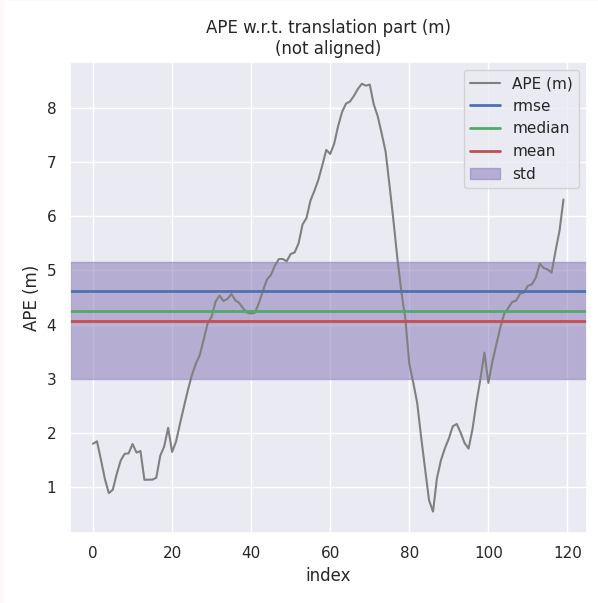 APE w.r.t. translation part (m)
(not aligned)
APE (m)
rmse
median
mean
std
8
7
6
5
4
3
2
1
APE (m)
0 20 40 60 80 100 120
index